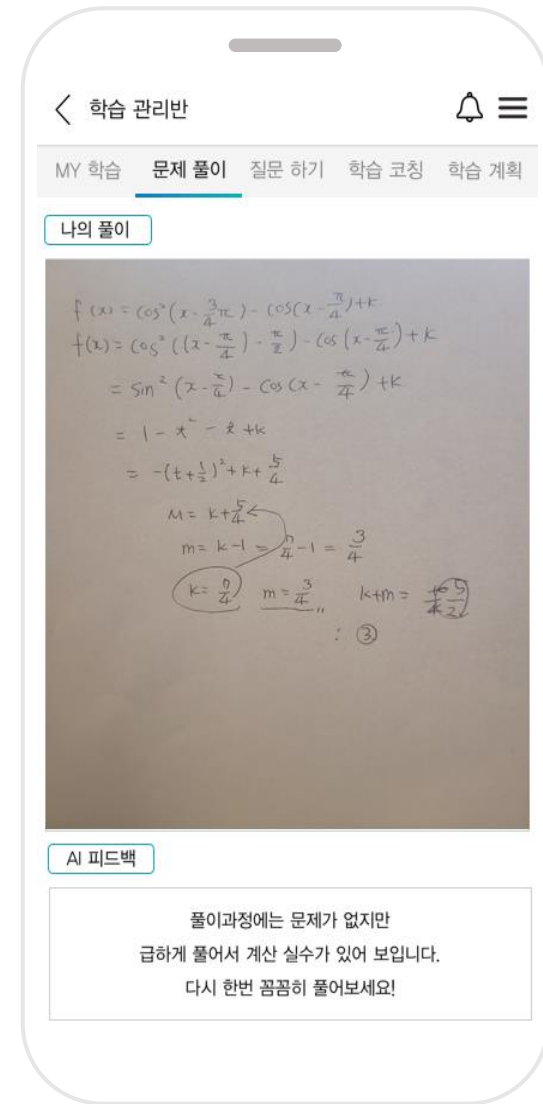 학습 관리반
MY 학습 문제 풀이 질문 하기 학습 코칭 학습 계획
나의 풀이
f(x) = cos²(x - 3/4 π) - cos(x - π/4) + k
f(x) = cos²((x - π/4) - π/2) - cos(x - π/4) + k
= sin²(x - π/4) - cos(x - π/4) + k
= 1 - t² - t + k
= -(t + 1/2)² + k + 5/4
M = k + 5/4
m = k - 1 = 7/4 - 1 = 3/4
k = 7/4 m = 3/4 k + m = 5/2
: ③
AI 피드백
풀이과정에는 문제가 없지만
급하게 풀어서 계산 실수가 있어 보입니다.
다시 한번 꼼꼼히 풀어보세요!